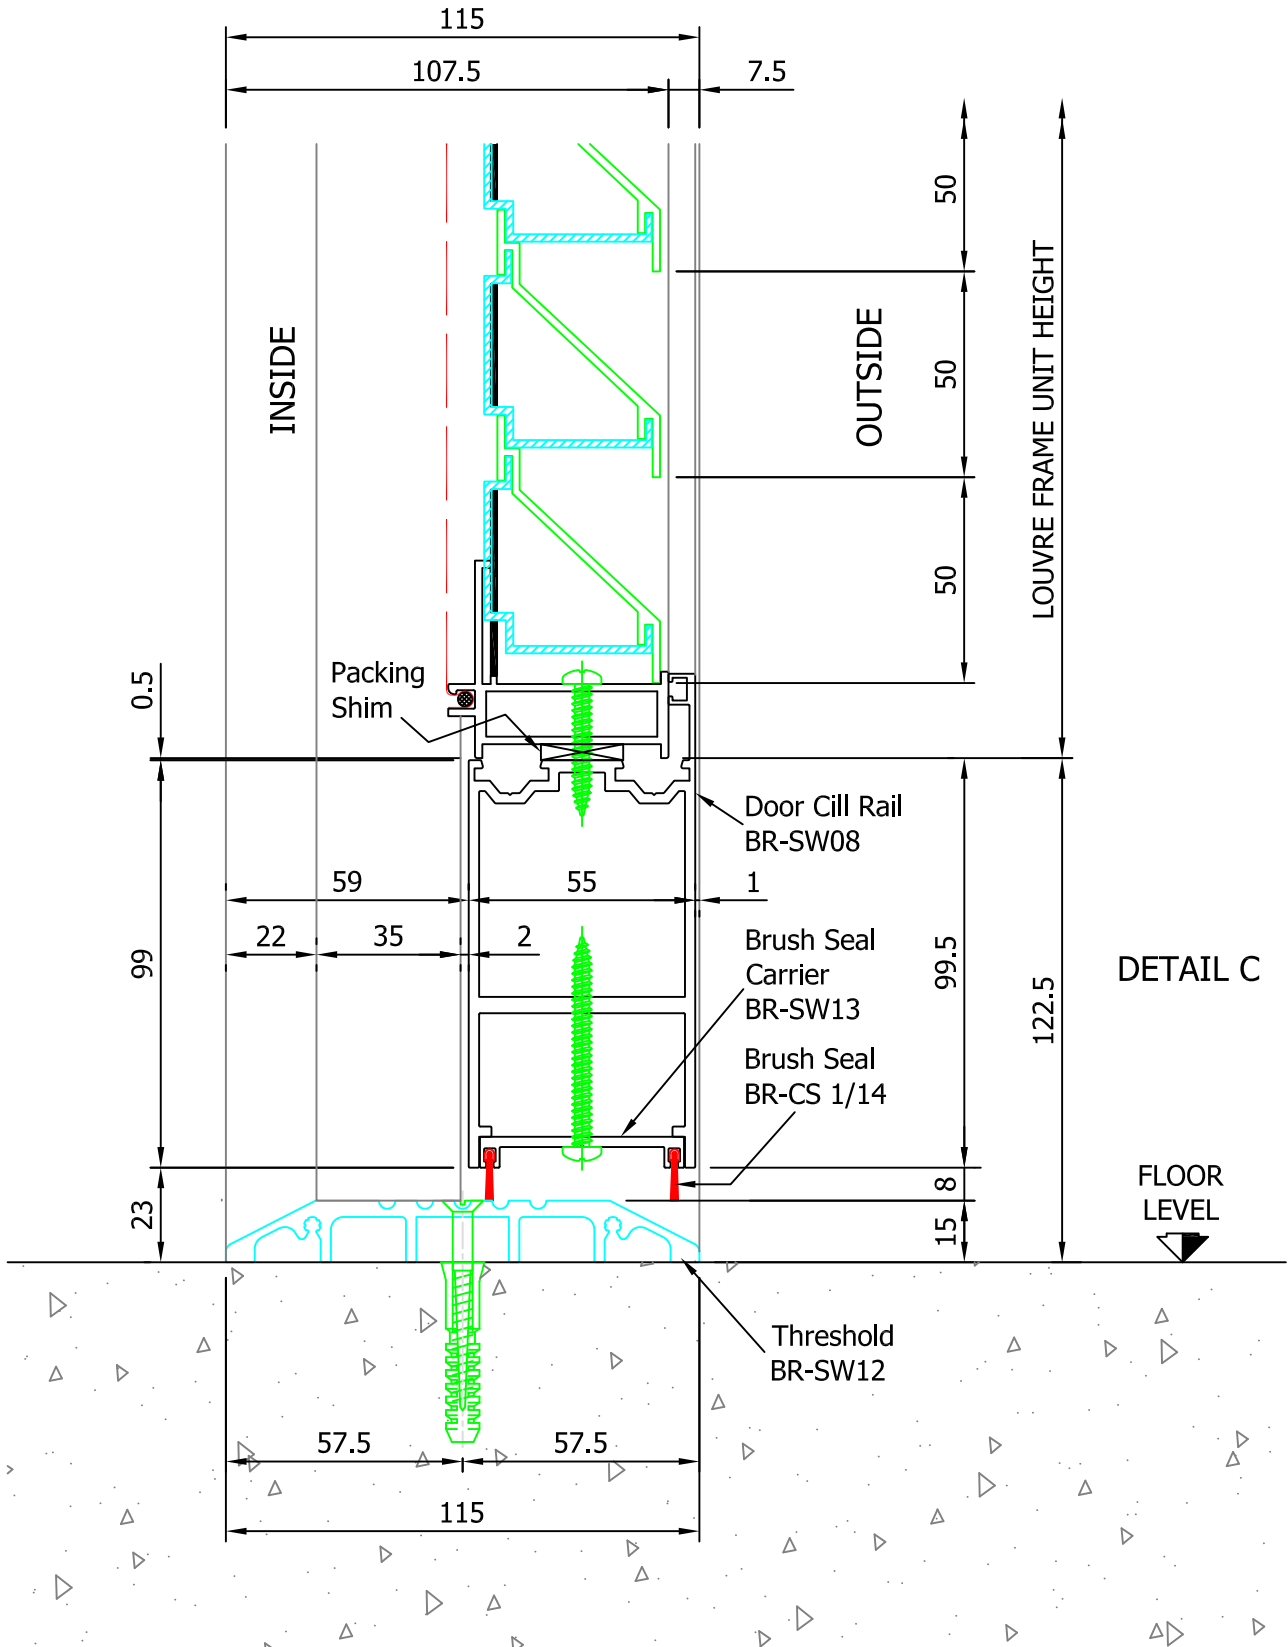 115
107.5
7.5
50
INSIDE
OUTSIDE
50
LOUVRE FRAME UNIT HEIGHT
50
Packing
Shim
0.5
Door Cill Rail
BR-SW08
59
55
1
22
35
2
99
Brush Seal
Carrier
BR-SW13
99.5
122.5
DETAIL C
Brush Seal
BR-CS 1/14
8
FLOOR
LEVEL
23
15
Threshold
BR-SW12
57.5
57.5
115